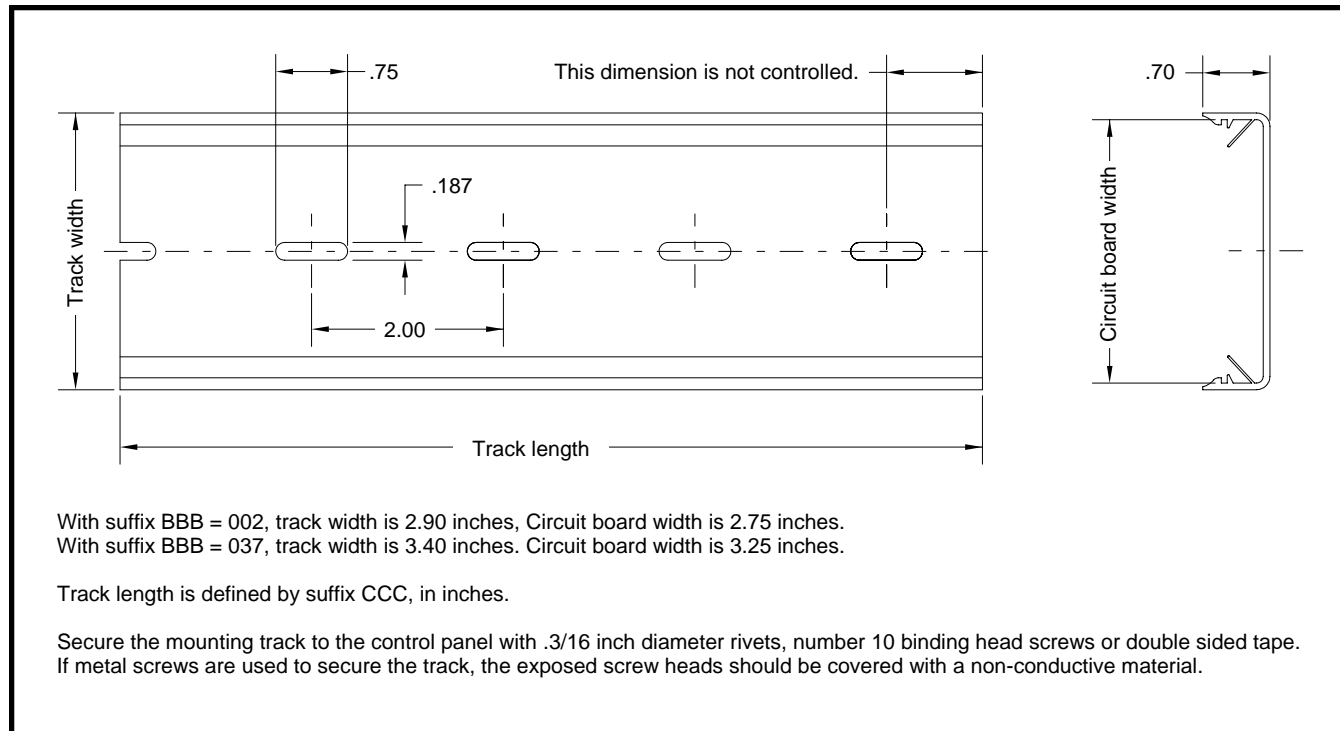 .75
This dimension is not controlled.
.70
.187
Track width
Circuit board width
2.00
Track length
With suffix BBB = 002, track width is 2.90 inches, Circuit board width is 2.75 inches.
With suffix BBB = 037, track width is 3.40 inches. Circuit board width is 3.25 inches.
Track length is defined by suffix CCC, in inches.
Secure the mounting track to the control panel with .3/16 inch diameter rivets, number 10 binding head screws or double sided tape.
If metal screws are used to secure the track, the exposed screw heads should be covered with a non-conductive material.